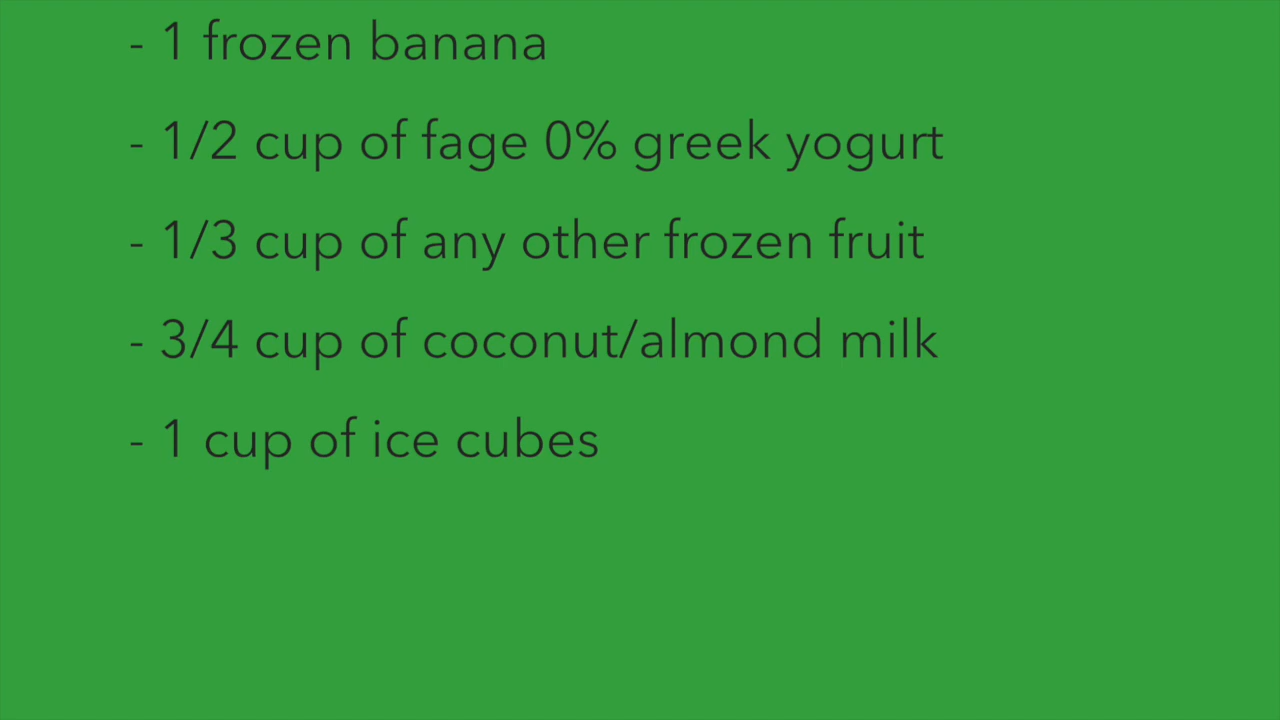 - 1 frozen banana
- 1/2 cup of fage 0% greek yogurt
- 1/3 cup of any other frozen fruit
- 3/4 cup of coconut/almond milk
- 1 cup of ice cubes